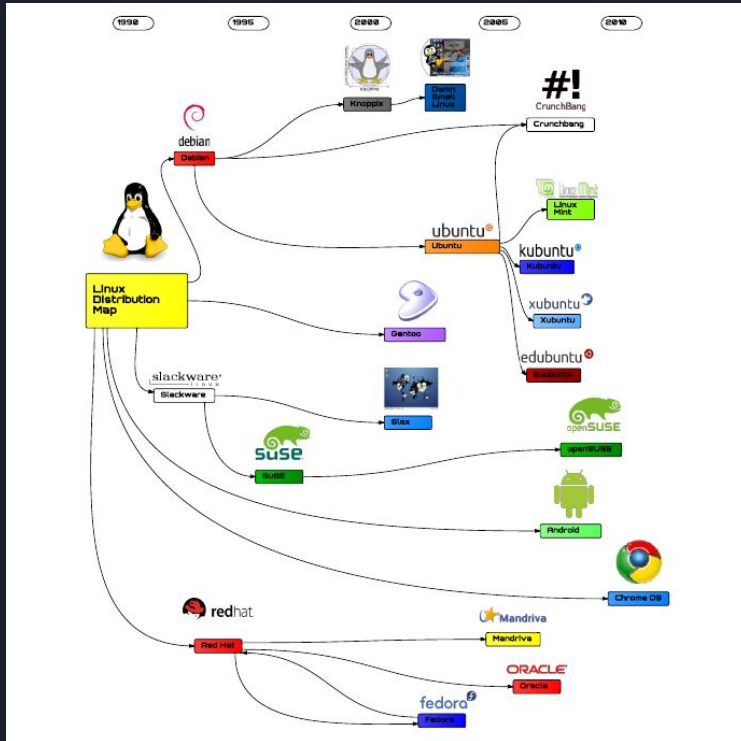 1990
1995
2000
2005
2010
KNOPPIX
Knoppix
Damn
Small
Linux
#!
CrunchBang
Crunchbang
debian
Debian
Linux Mint
Linux
Mint
ubuntu
Ubuntu
kubuntu
Kubuntu
xubuntu
Xubuntu
edubuntu
Edubuntu
Linux
Distribution
Map
Gentoo
slackware
linux
Slackware
Slax
SUSE
SuSE
openSUSE
openSUSE
Android
Chrome OS
redhat
Red Hat
Mandriva
Mandriva
ORACLE
Oracle
fedora
Fedora